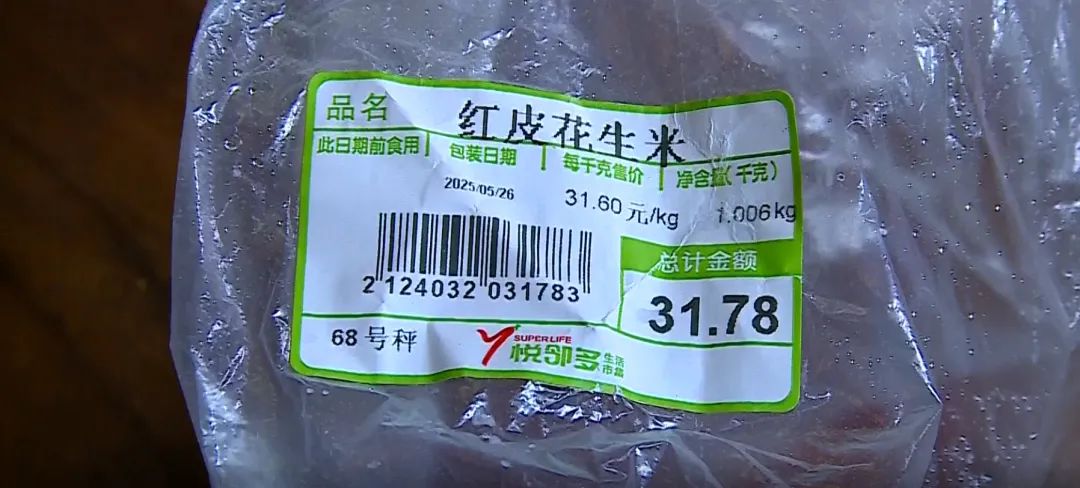 品名 红皮花生米
此日期前食用 包装日期 每千克售价 净含量(千克)
2025/05/26 31.60元/kg 1.006kg
总计金额
2 124032 031783
31.78
68号秤
SUPERLIFE
悦邻多 生活市集